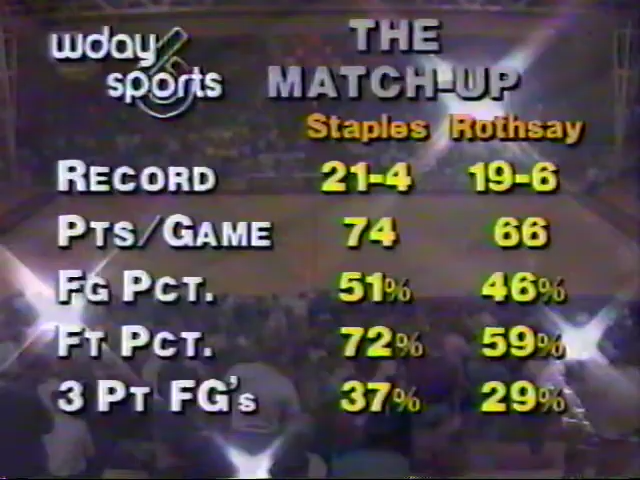 wday 6 sports
THE MATCH-UP
Staples Rothsay
RECORD 21-4 19-6
PTS/GAME 74 66
FG PCT. 51% 46%
FT PCT. 72% 59%
3 PT FG's 37% 29%